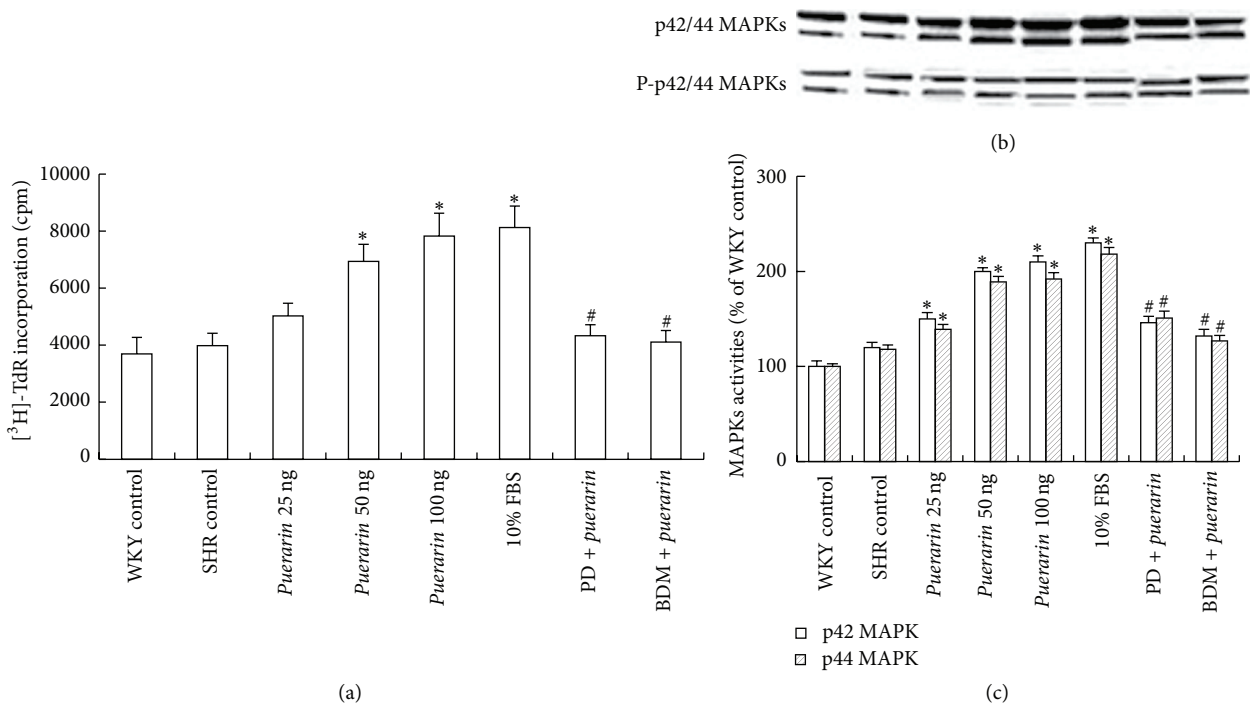 p42/44 MAPKs
P-p42/44 MAPKs
(b)
[³H]-TdR incorporation (cpm)
10000
8000
6000
4000
2000
0
*
*
*
#
#
WKY control
SHR control
Puerarin 25 ng
Puerarin 50 ng
Puerarin 100 ng
10% FBS
PD + puerarin
BDM + puerarin
(a)
MAPKs activities (% of WKY control)
300
200
100
0
* *
* *
* *
* *
# #
# #
WKY control
SHR control
Puerarin 25 ng
Puerarin 50 ng
Puerarin 100 ng
10% FBS
PD + puerarin
BDM + puerarin
p42 MAPK
p44 MAPK
(c)